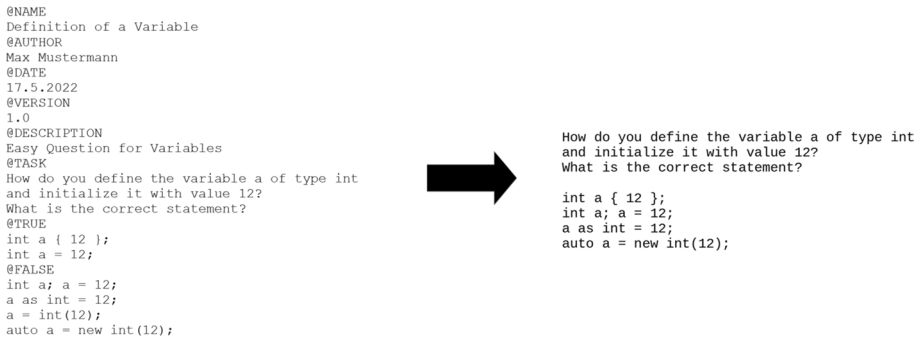 @NAME
Definition of a Variable
@AUTHOR
Max Mustermann
@DATE
17.5.2022
@VERSION
1.0
@DESCRIPTION
Easy Question for Variables
@TASK
How do you define the variable a of type int
and initialize it with value 12?
What is the correct statement?
@TRUE
int a { 12 };
int a = 12;
@FALSE
int a; a = 12;
a as int = 12;
a = int(12);
auto a = new int(12);
How do you define the variable a of type int
and initialize it with value 12?
What is the correct statement?
int a { 12 };
int a; a = 12;
a as int = 12;
auto a = new int(12);